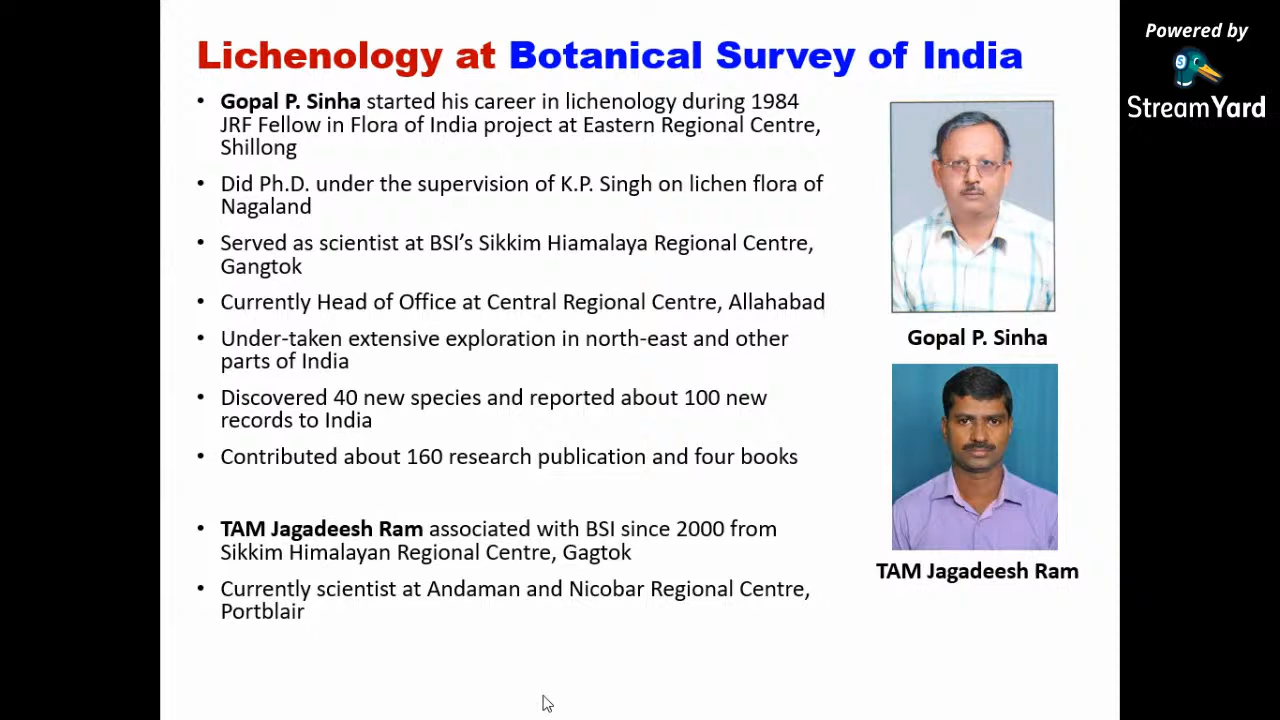 Lichenology at Botanical Survey of India
• Gopal P. Sinha started his career in lichenology during 1984
JRF Fellow in Flora of India project at Eastern Regional Centre,
Shillong
• Did Ph.D. under the supervision of K.P. Singh on lichen flora of
Nagaland
• Served as scientist at BSI’s Sikkim Hiamalaya Regional Centre,
Gangtok
• Currently Head of Office at Central Regional Centre, Allahabad
• Under-taken extensive exploration in north-east and other
parts of India
• Discovered 40 new species and reported about 100 new
records to India
• Contributed about 160 research publication and four books
• TAM Jagadeesh Ram associated with BSI since 2000 from
Sikkim Himalayan Regional Centre, Gagtok
• Currently scientist at Andaman and Nicobar Regional Centre,
Portblair
Gopal P. Sinha
TAM Jagadeesh Ram
Powered by
S
StreamYard